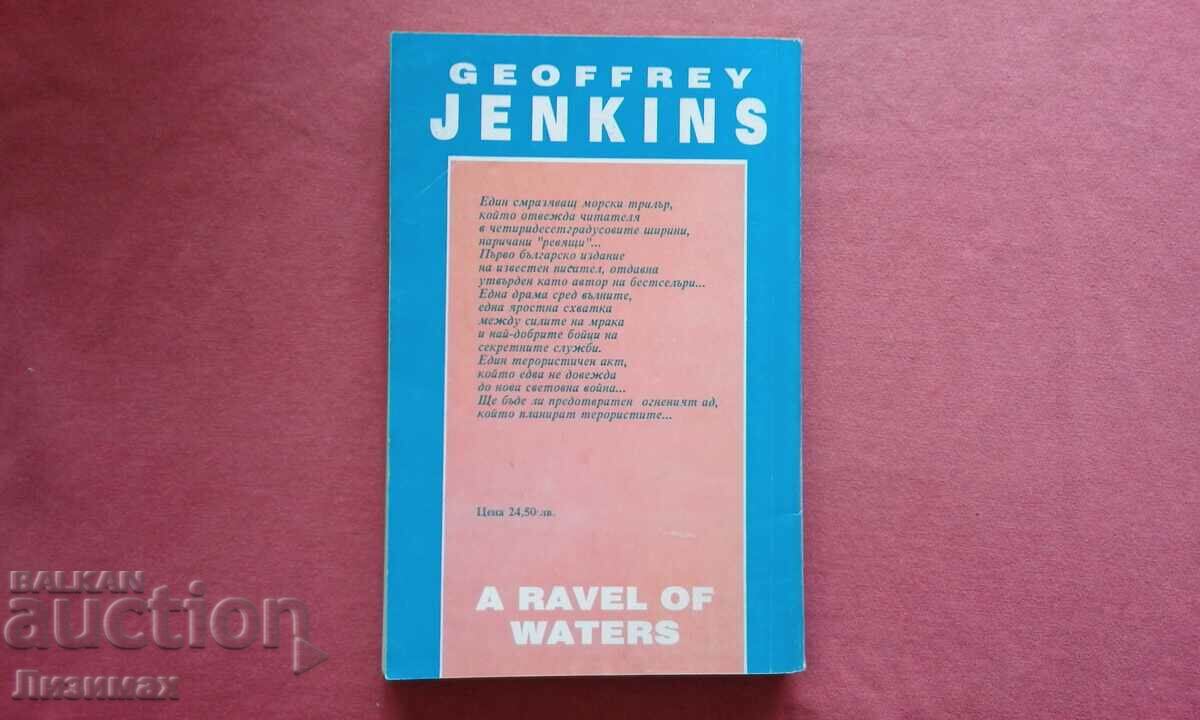 GEOFFREY
JENKINS
Един смразяващ морски трилър,
който отвежда читателя
в четиридесетградусовите ширини,
наричани "ревящи"...
Първо българско издание
на известен писател, отдавна
утвърден като автор на бестселъри...
Една драма сред вълните,
една яростна схватка
между силите на мрака
и най-добрите бойци на
секретните служби.
Един терористичен акт,
който едва не довежда
до нова световна война...
Ще бъде ли предотвратен огненият ад,
който планират терористите...
Цена 24,50 лв.
A RAVEL OF
WATERS
BALKAN
auction
Лизимах